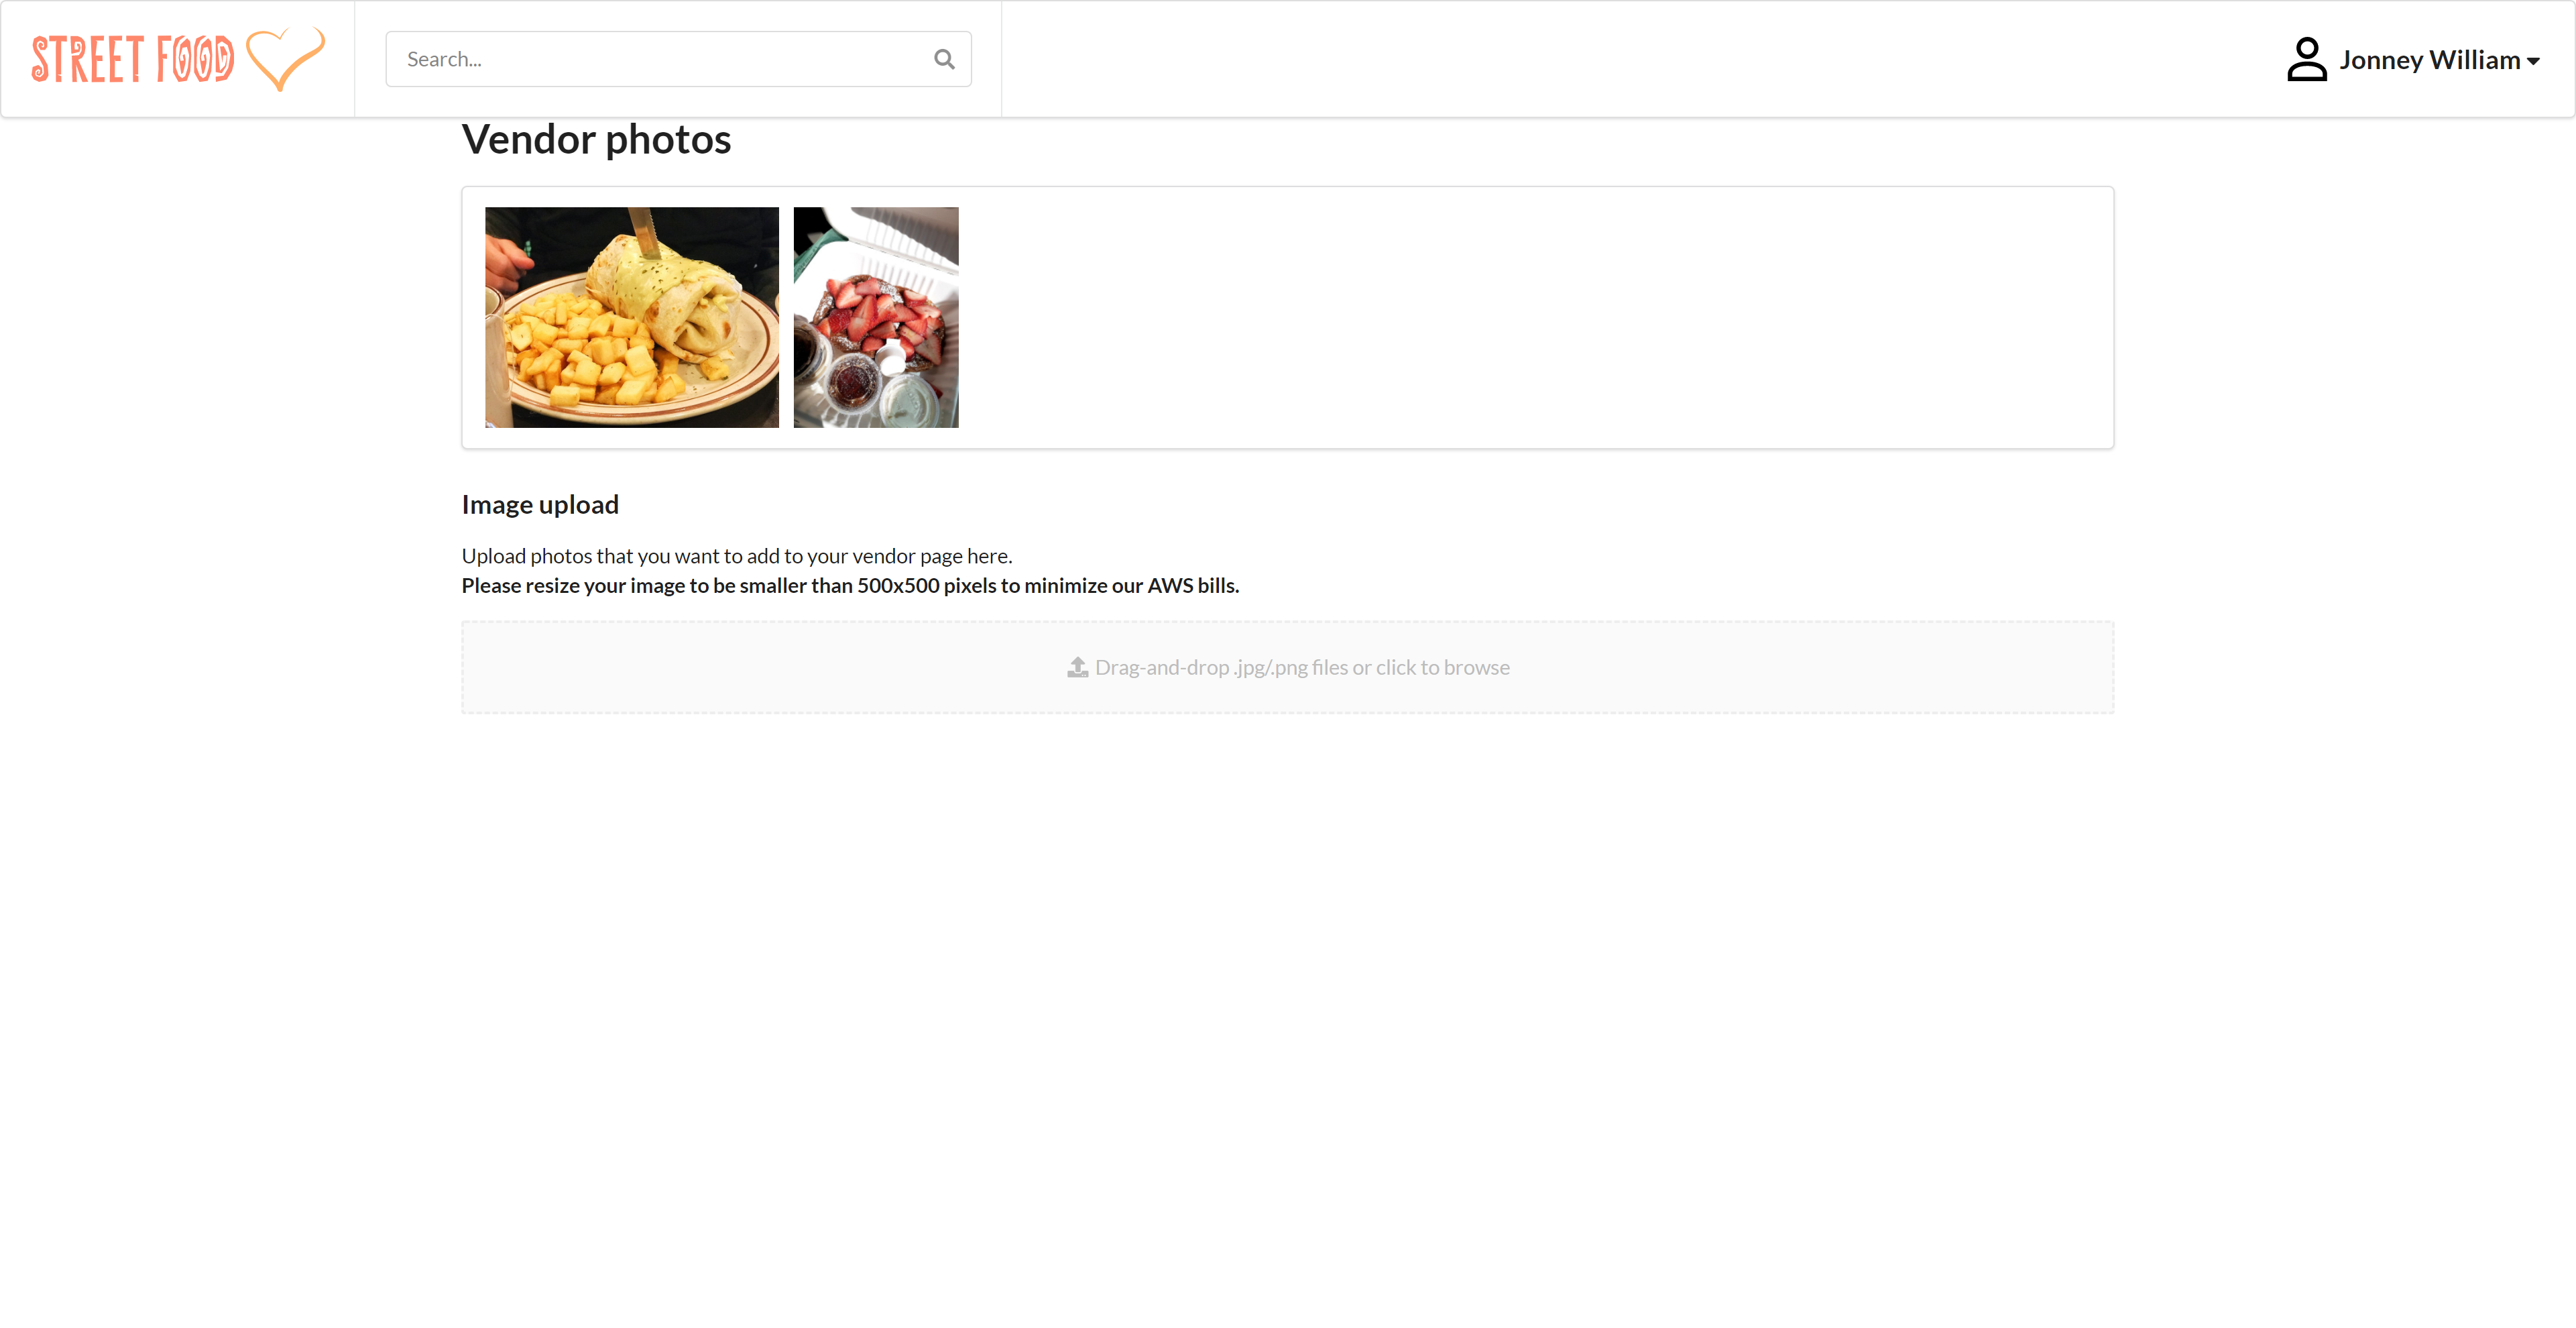 STREET FOOD
Search...
Jonney William
Vendor photos
Image upload
Upload photos that you want to add to your vendor page here.
Please resize your image to be smaller than 500x500 pixels to minimize our AWS bills.
Drag-and-drop .jpg/.png files or click to browse